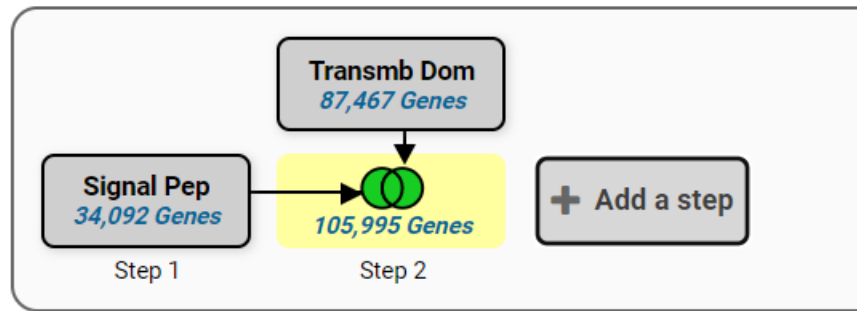 Transmb Dom
87,467 Genes
Signal Pep
34,092 Genes
105,995 Genes
+ Add a step
Step 1
Step 2